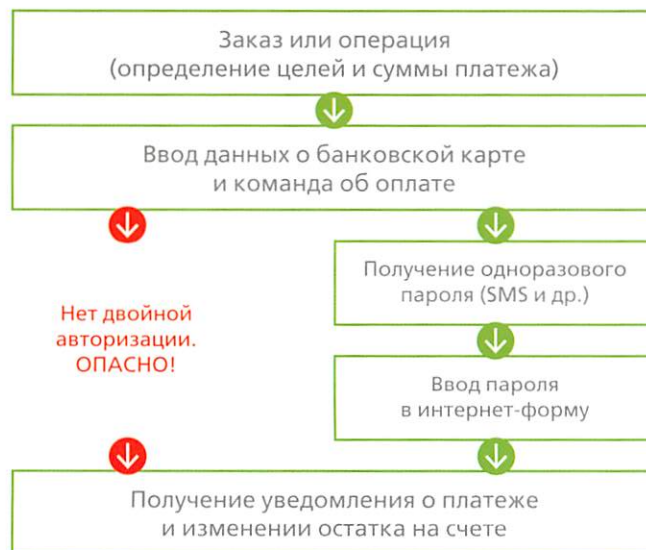 Заказ или операция
(определение целей и суммы платежа)
Ввод данных о банковской карте
и команда об оплате
Нет двойной
авторизации.
ОПАСНО!
Получение одноразового
пароля (SMS и др.)
Ввод пароля
в интернет-форму
Получение уведомления о платеже
и изменении остатка на счете